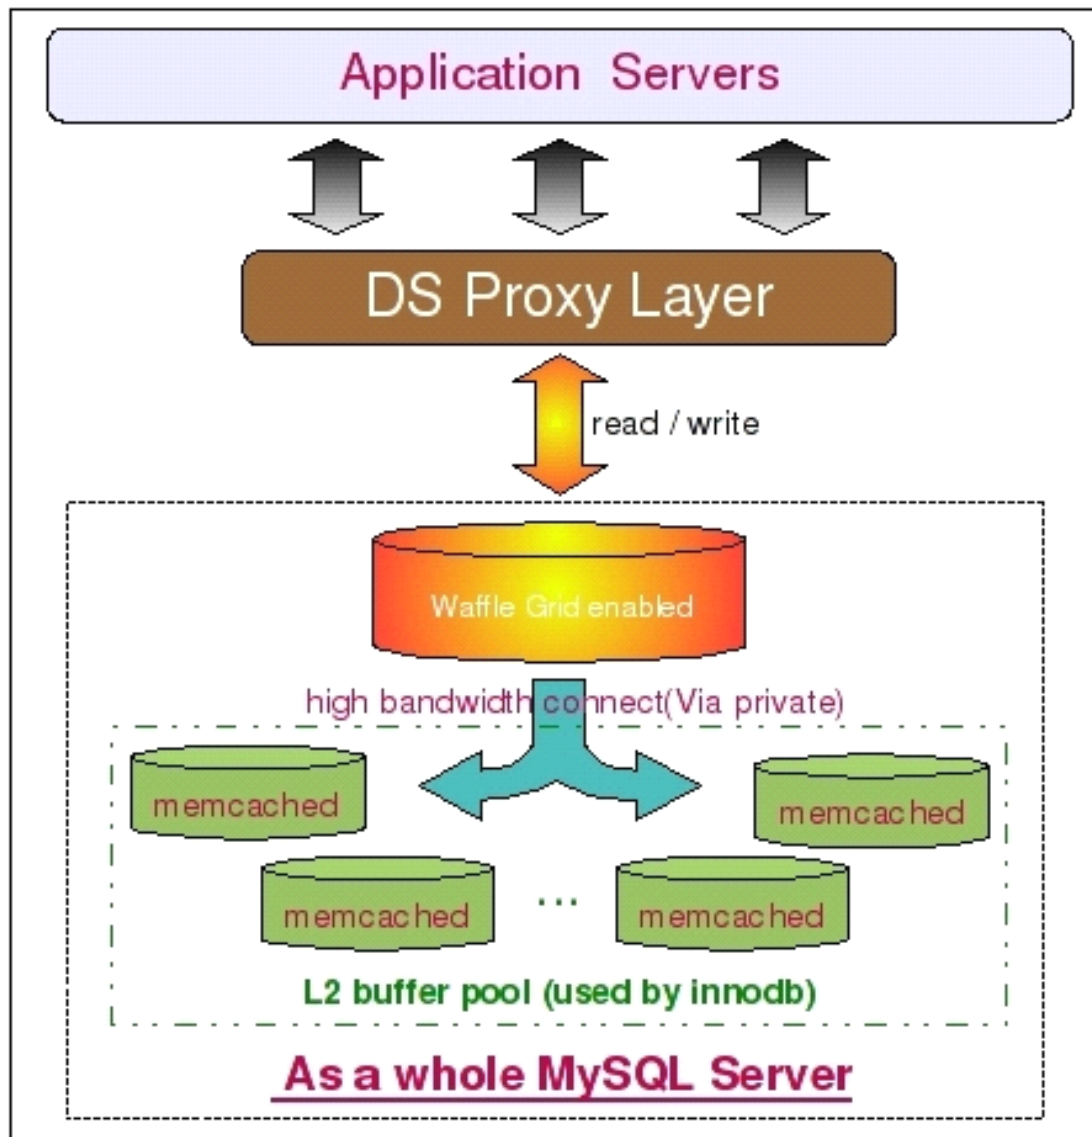 Application Servers
DS Proxy Layer
read / write
Waffle Grid enabled
high bandwidth connect(Via private)
memcached
memcached
memcached
...
memcached
L2 buffer pool (used by innodb)
As a whole MySQL Server